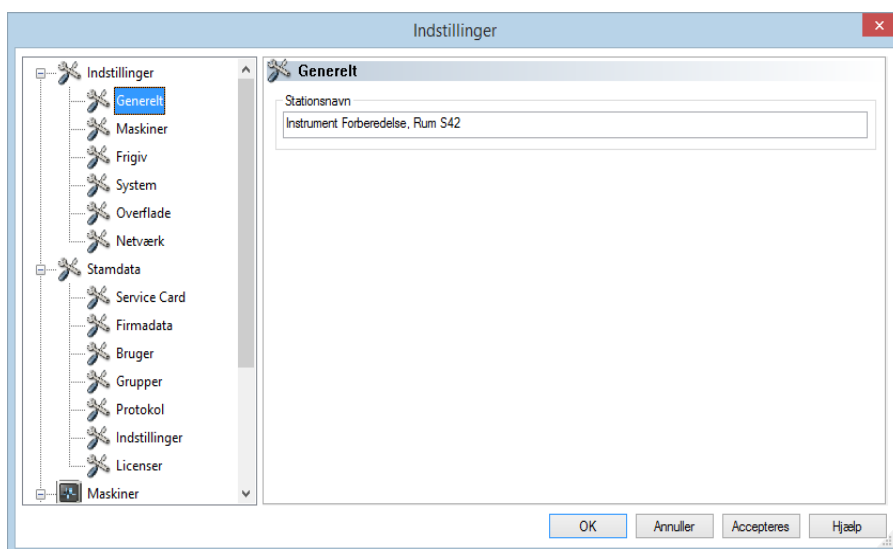 Indstillinger
Indstillinger
Generelt
Maskiner
Frigiv
System
Overflade
Netværk
Stamdata
Service Card
Firmadata
Bruger
Grupper
Protokol
Indstillinger
Licenser
Maskiner
Generelt
Stationsnavn
Instrument Forberedelse, Rum S42
OK
Annuller
Accepteres
Hjælp